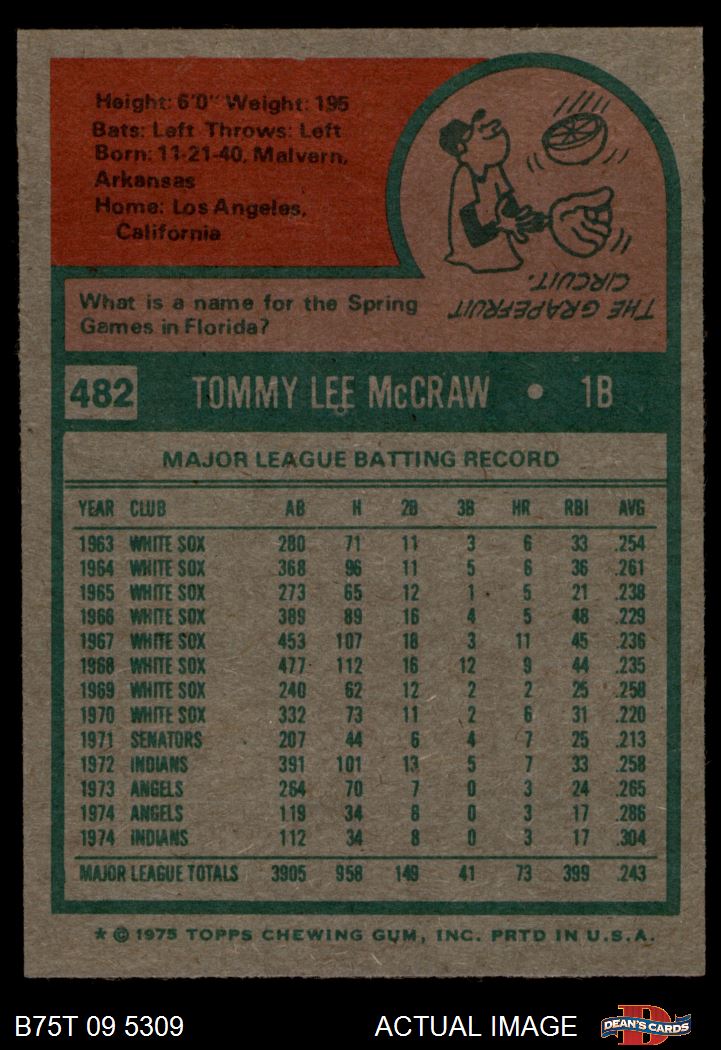 Height: 6'0" Weight: 195
Bats: Left Throws: Left
Born: 11-21-40, Malvern,
Arkansas
Home: Los Angeles,
California
What is a name for the Spring
Games in Florida?
THE GRAPEFRUIT
CIRCUIT.
482 TOMMY LEE McCRAW • 1B
MAJOR LEAGUE BATTING RECORD
YEAR CLUB AB H 2B 3B HR RBI AVG
1963 WHITE SOX 280 71 11 3 6 33 .254
1964 WHITE SOX 368 96 11 5 6 36 .261
1965 WHITE SOX 273 65 12 1 5 21 .238
1966 WHITE SOX 389 89 16 4 5 48 .229
1967 WHITE SOX 453 107 18 3 11 45 .236
1968 WHITE SOX 477 112 16 12 9 44 .235
1969 WHITE SOX 240 62 12 2 2 25 .258
1970 WHITE SOX 332 73 11 2 6 31 .220
1971 SENATORS 207 44 6 4 7 25 .213
1972 INDIANS 391 101 13 5 7 33 .258
1973 ANGELS 264 70 7 0 3 24 .265
1974 ANGELS 119 34 8 0 3 17 .286
1974 INDIANS 112 34 8 0 3 17 .304
MAJOR LEAGUE TOTALS 3905 958 149 41 73 399 .243
* © 1975 TOPPS CHEWING GUM, INC. PRTD IN U.S.A.
B75T 09 5309 ACTUAL IMAGE DEAN'S CARDS